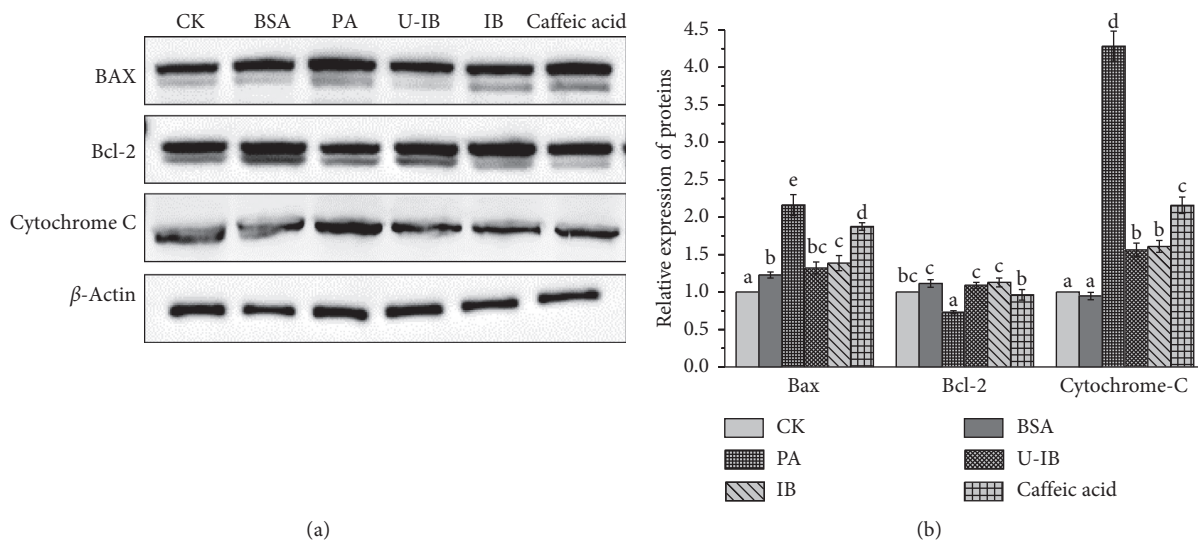 CK BSA PA U-IB IB Caffeic acid
BAX
Bcl-2
Cytochrome C
β-Actin
(a)
Relative expression of proteins
4.5
4.0
3.5
3.0
2.5
2.0
1.5
1.0
0.5
0.0
a b e bc c d
bc c a c c b
a a d b b c
Bax Bcl-2 Cytochrome-C
CK BSA
PA U-IB
IB Caffeic acid
(b)